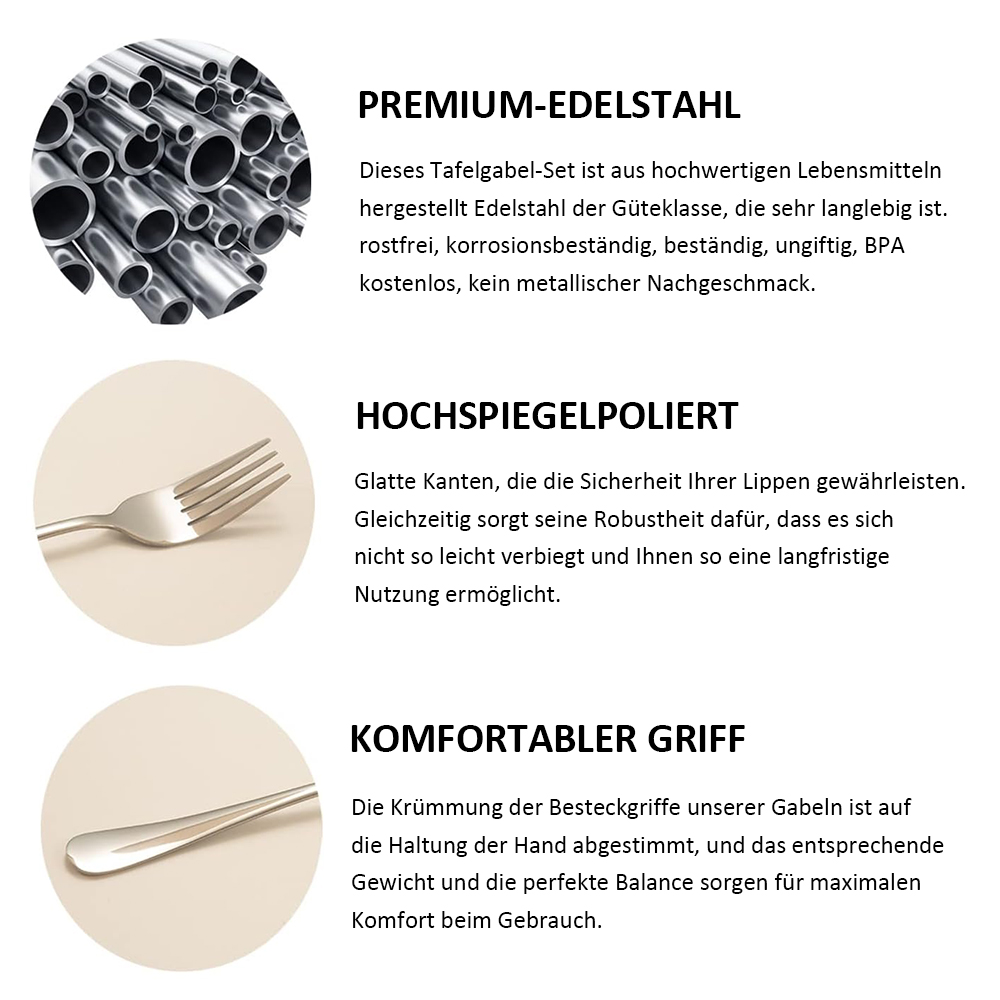 PREMIUM-EDELSTAHL
Dieses Tafelgabel-Set ist aus hochwertigen Lebensmitteln
hergestellt Edelstahl der Güteklasse, die sehr langlebig ist.
rostfrei, korrosionsbeständig, beständig, ungiftig, BPA
kostenlos, kein metallischer Nachgeschmack.
HOCHSPIEGELPOLIERT
Glatte Kanten, die die Sicherheit Ihrer Lippen gewährleisten.
Gleichzeitig sorgt seine Robustheit dafür, dass es sich
nicht so leicht verbiegt und Ihnen so eine langfristige
Nutzung ermöglicht.
KOMFORTABLER GRIFF
Die Krümmung der Besteckgriffe unserer Gabeln ist auf
die Haltung der Hand abgestimmt, und das entsprechende
Gewicht und die perfekte Balance sorgen für maximalen
Komfort beim Gebrauch.